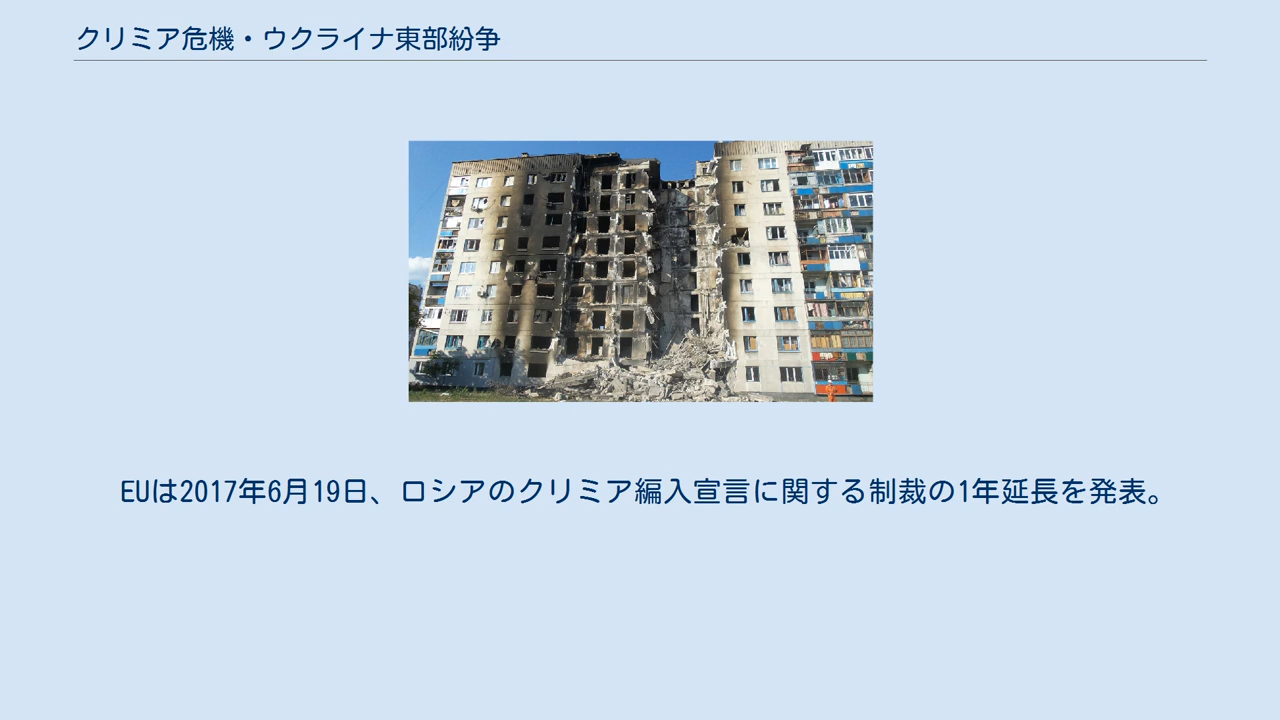 クリミア危機・ウクライナ東部紛争
EUは2017年6月19日、ロシアのクリミア編入宣言に関する制裁の1年延長を発表。